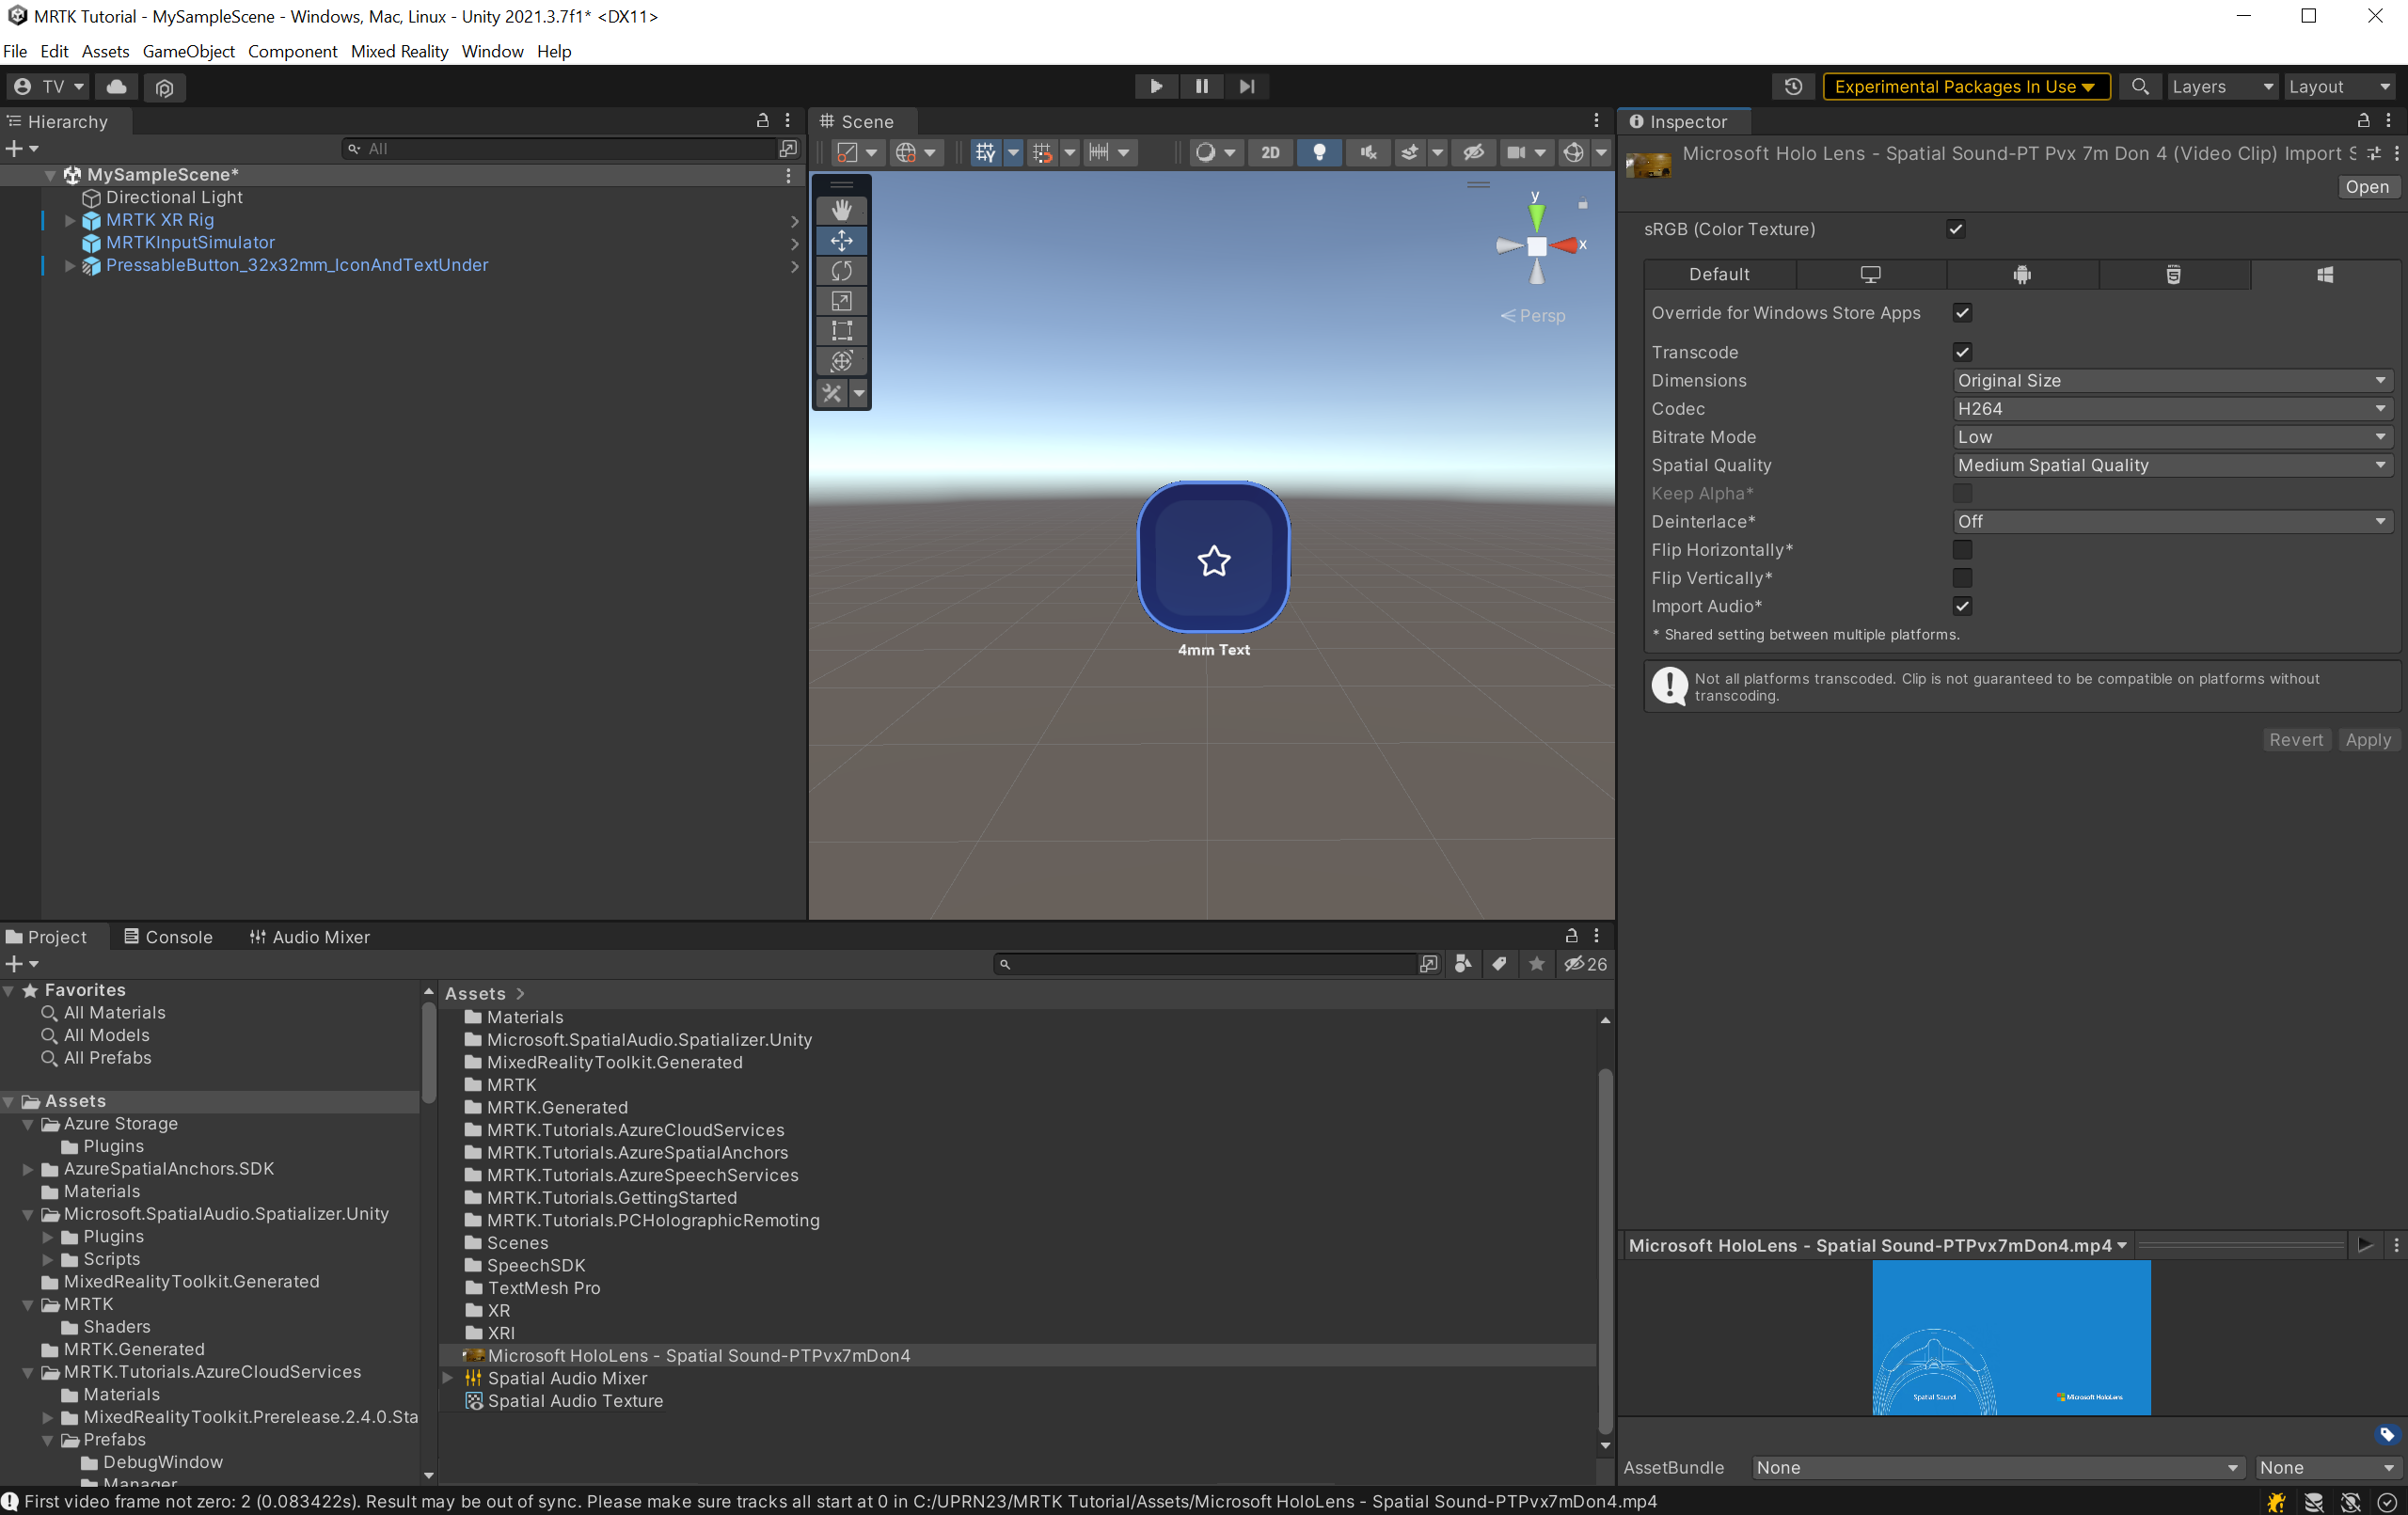 MRTK Tutorial - MySampleScene - Windows, Mac, Linux - Unity 2021.3.7f1* <DX11>
File Edit Assets GameObject Component Mixed Reality Window Help
TV
Experimental Packages In Use
Layers
Layout
Hierarchy
All
MySampleScene*
Directional Light
MRTK XR Rig
MRTKInputSimulator
PressableButton_32x32mm_IconAndTextUnder
Scene
2D
y
x
Persp
4mm Text
Inspector
Microsoft Holo Lens - Spatial Sound-PT Pvx 7m Don 4 (Video Clip) Import S
Open
sRGB (Color Texture)
Default
Override for Windows Store Apps
Transcode
Dimensions Original Size
Codec H264
Bitrate Mode Low
Spatial Quality Medium Spatial Quality
Keep Alpha*
Deinterlace* Off
Flip Horizontally*
Flip Vertically*
Import Audio*
* Shared setting between multiple platforms.
Not all platforms transcoded. Clip is not guaranteed to be compatible on platforms without
transcoding.
Revert Apply
Project Console Audio Mixer
26
Favorites
All Materials
All Models
All Prefabs
Assets
Azure Storage
Plugins
AzureSpatialAnchors.SDK
Materials
Microsoft.SpatialAudio.Spatializer.Unity
Plugins
Scripts
MixedRealityToolkit.Generated
MRTK
Shaders
MRTK.Generated
MRTK.Tutorials.AzureCloudServices
Materials
MixedRealityToolkit.Prerelease.2.4.0.Sta
Prefabs
DebugWindow
Manager
Assets
Materials
Microsoft.SpatialAudio.Spatializer.Unity
MixedRealityToolkit.Generated
MRTK
MRTK.Generated
MRTK.Tutorials.AzureCloudServices
MRTK.Tutorials.AzureSpatialAnchors
MRTK.Tutorials.AzureSpeechServices
MRTK.Tutorials.GettingStarted
MRTK.Tutorials.PCHolographicRemoting
Scenes
SpeechSDK
TextMesh Pro
XR
XRI
Microsoft HoloLens - Spatial Sound-PTPvx7mDon4
Spatial Audio Mixer
Spatial Audio Texture
Microsoft HoloLens - Spatial Sound-PTPvx7mDon4.mp4
Spatial Sound
Microsoft HoloLens
AssetBundle None None
First video frame not zero: 2 (0.083422s). Result may be out of sync. Please make sure tracks all start at 0 in C:/UPRN23/MRTK Tutorial/Assets/Microsoft HoloLens - Spatial Sound-PTPvx7mDon4.mp4